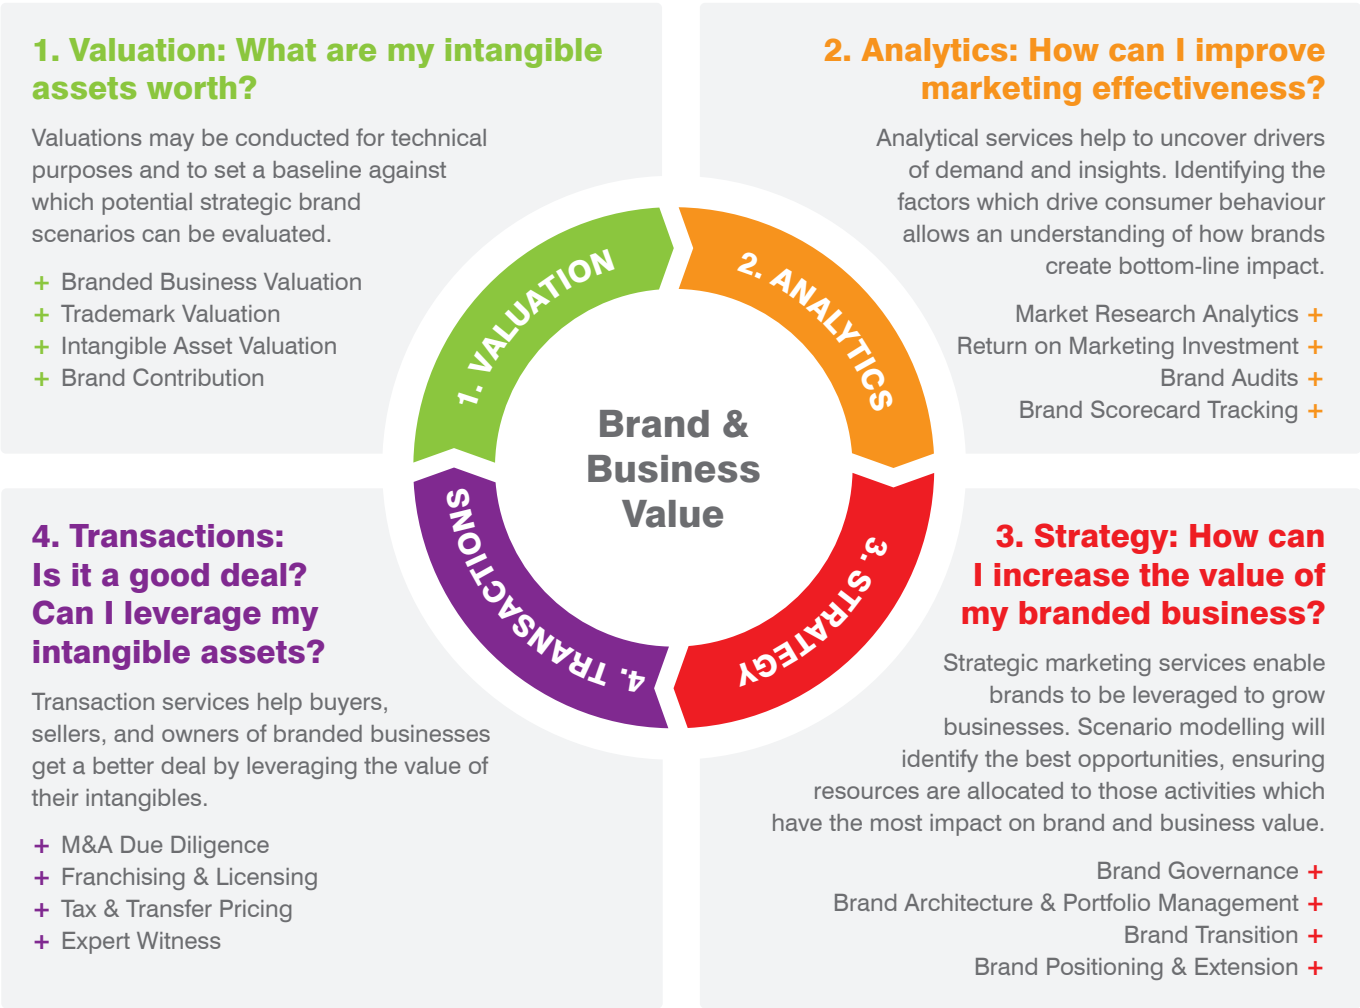 1. Valuation: What are my intangible
assets worth?
Valuations may be conducted for technical
purposes and to set a baseline against
which potential strategic brand
scenarios can be evaluated.
+ Branded Business Valuation
+ Trademark Valuation
+ Intangible Asset Valuation
+ Brand Contribution
2. Analytics: How can I improve
marketing effectiveness?
Analytical services help to uncover drivers
of demand and insights. Identifying the
factors which drive consumer behaviour
allows an understanding of how brands
create bottom-line impact.
Market Research Analytics +
Return on Marketing Investment +
Brand Audits +
Brand Scorecard Tracking +
1. VALUATION
2. ANALYTICS
3. STRATEGY
4. TRANSACTIONS
Brand &
Business
Value
3. Strategy: How can
I increase the value of
my branded business?
Strategic marketing services enable
brands to be leveraged to grow
businesses. Scenario modelling will
identify the best opportunities, ensuring
resources are allocated to those activities which
have the most impact on brand and business value.
Brand Governance +
Brand Architecture & Portfolio Management +
Brand Transition +
Brand Positioning & Extension +
4. Transactions:
Is it a good deal?
Can I leverage my
intangible assets?
Transaction services help buyers,
sellers, and owners of branded businesses
get a better deal by leveraging the value of
their intangibles.
+ M&A Due Diligence
+ Franchising & Licensing
+ Tax & Transfer Pricing
+ Expert Witness